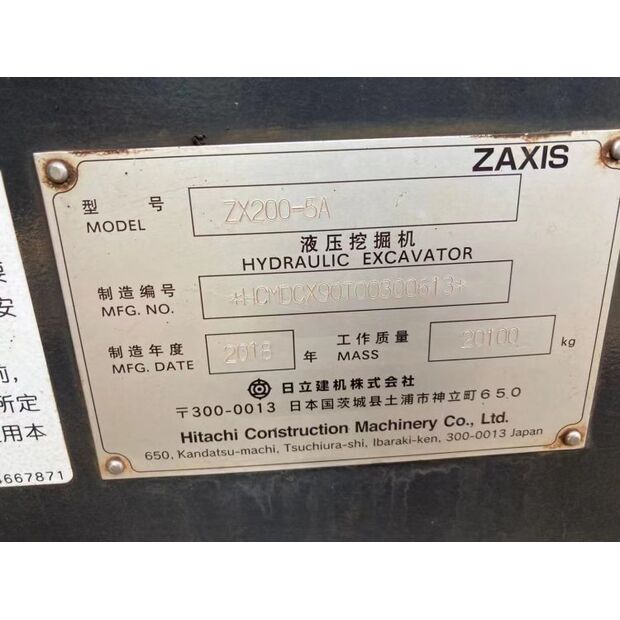 ZAXIS
型 号 ZX200-5A
MODEL
液压挖掘机
HYDRAULIC EXCAVATOR
制造编号 *HCMDCX90T00300613*
MFG. NO.
制造年度 2018 年 工作质量 20100 kg
MFG. DATE MASS
日立建机株式会社
〒300-0013 日本国茨城县土浦市神立町650
Hitachi Construction Machinery Co., Ltd.
650, Kandatsu-machi, Tsuchiura-shi, Ibaraki-ken, 300-0013 Japan
安
前,
所定
用本
667871